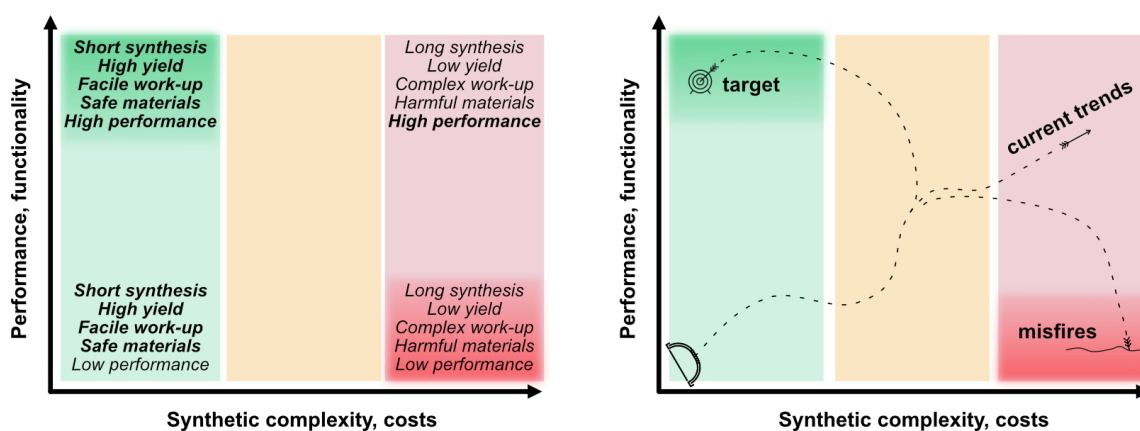 Performance, functionality
Short synthesis
High yield
Facile work-up
Safe materials
High performance
Long synthesis
Low yield
Complex work-up
Harmful materials
High performance
Short synthesis
High yield
Facile work-up
Safe materials
Low performance
Long synthesis
Low yield
Complex work-up
Harmful materials
Low performance
Synthetic complexity, costs
Performance, functionality
target
current trends
misfires
Synthetic complexity, costs